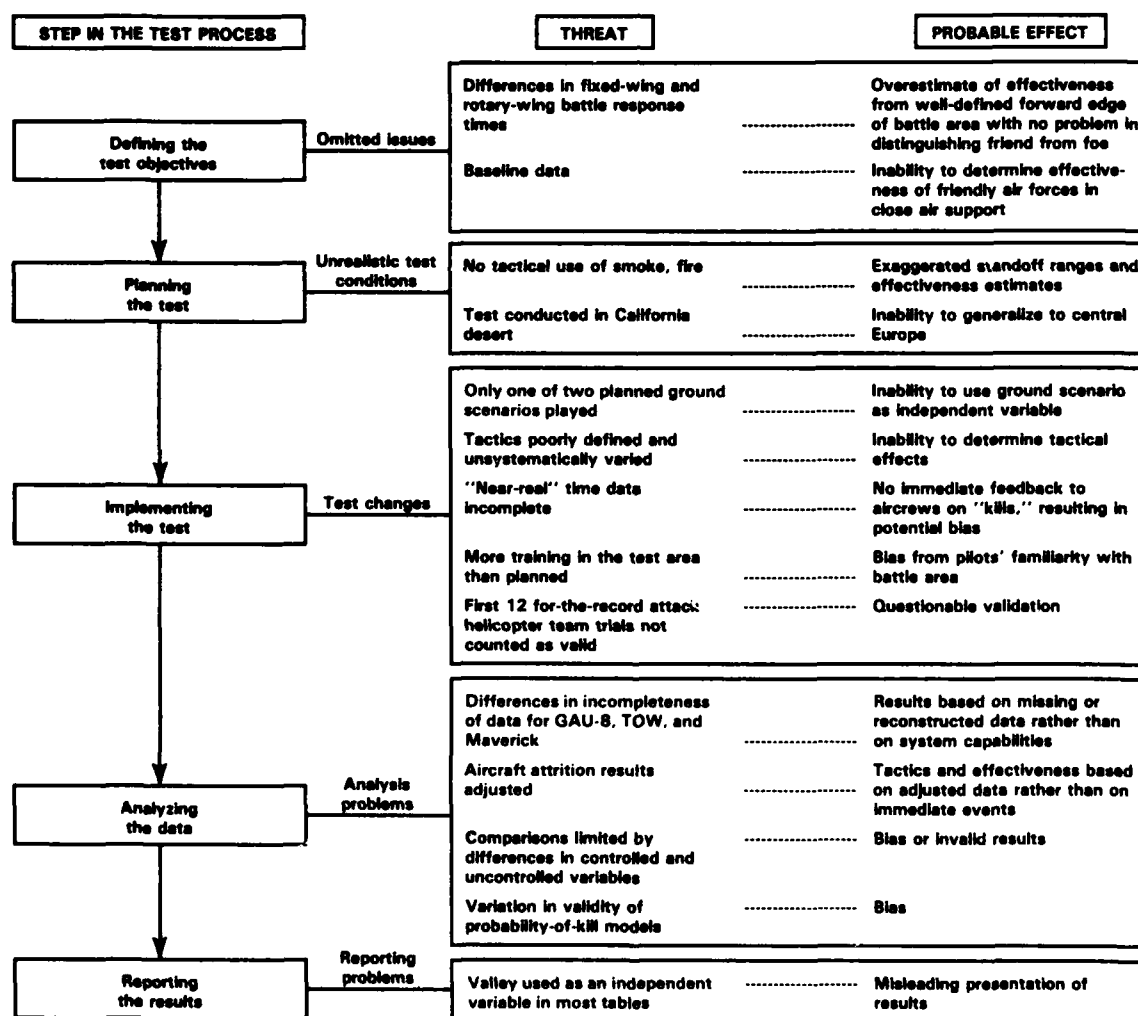 STEP IN THE TEST PROCESS
THREAT
PROBABLE EFFECT
Defining the
test objectives
Omitted issues
Differences in fixed-wing and
rotary-wing battle response
times
Overestimate of effectiveness
from well-defined forward edge
of battle area with no problem in
distinguishing friend from foe
Baseline data
Inability to determine effective-
ness of friendly air forces in
close air support
Planning
the test
Unrealistic test
conditions
No tactical use of smoke, fire
Exaggerated standoff ranges and
effectiveness estimates
Test conducted in California
desert
Inability to generalize to central
Europe
Implementing
the test
Test changes
Only one of two planned ground
scenarios played
Inability to use ground scenario
as independent variable
Tactics poorly defined and
unsystematically varied
Inability to determine tactical
effects
"Near-real" time data
incomplete
No immediate feedback to
aircrews on "kills," resulting in
potential bias
More training in the test area
than planned
Bias from pilots' familiarity with
battle area
First 12 for-the-record attack
helicopter team trials not
counted as valid
Questionable validation
Analyzing
the data
Analysis
problems
Differences in incompleteness
of data for GAU-8, TOW, and
Maverick
Results based on missing or
reconstructed data rather than
on system capabilities
Aircraft attrition results
adjusted
Tactics and effectiveness based
on adjusted data rather than on
immediate events
Comparisons limited by
differences in controlled and
uncontrolled variables
Bias or invalid results
Variation in validity of
probability-of-kill models
Bias
Reporting
the results
Reporting
problems
Valley used as an independent
variable in most tables
Misleading presentation of
results